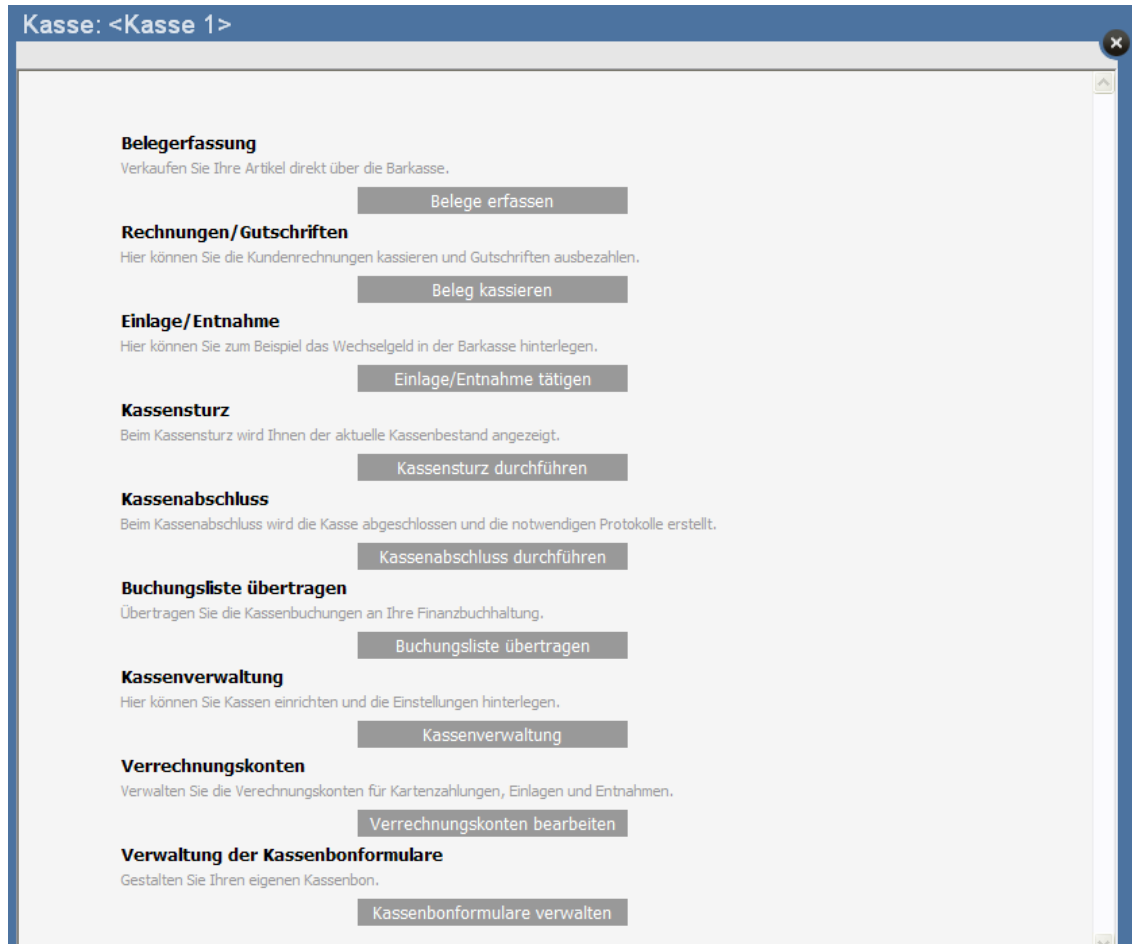 Kasse: <Kasse 1>
Belegerfassung
Verkaufen Sie Ihre Artikel direkt über die Barkasse.
Belege erfassen
Rechnungen/Gutschriften
Hier können Sie die Kundenrechnungen kassieren und Gutschriften ausbezahlen.
Beleg kassieren
Einlage/Entnahme
Hier können Sie zum Beispiel das Wechselgeld in der Barkasse hinterlegen.
Einlage/Entnahme tätigen
Kassensturz
Beim Kassensturz wird Ihnen der aktuelle Kassenbestand angezeigt.
Kassensturz durchführen
Kassenabschluss
Beim Kassenabschluss wird die Kasse abgeschlossen und die notwendigen Protokolle erstellt.
Kassenabschluss durchführen
Buchungsliste übertragen
Übertragen Sie die Kassenbuchungen an Ihre Finanzbuchhaltung.
Buchungsliste übertragen
Kassenverwaltung
Hier können Sie Kassen einrichten und die Einstellungen hinterlegen.
Kassenverwaltung
Verrechnungskonten
Verwalten Sie die Verechnungskonten für Kartenzahlungen, Einlagen und Entnahmen.
Verrechnungskonten bearbeiten
Verwaltung der Kassenbonformulare
Gestalten Sie Ihren eigenen Kassenbon.
Kassenbonformulare verwalten